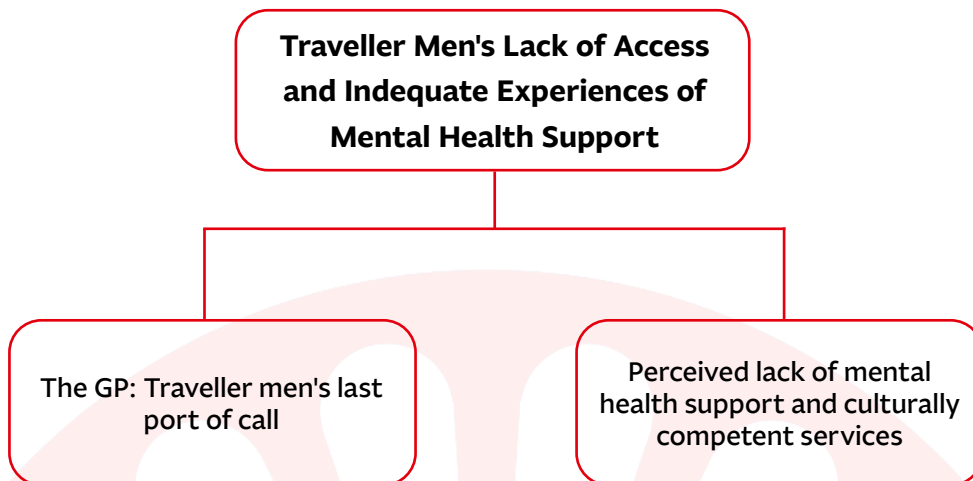 Traveller Men's Lack of Access
and Indequate Experiences of
Mental Health Support
The GP: Traveller men's last
port of call
Perceived lack of mental
health support and culturally
competent services